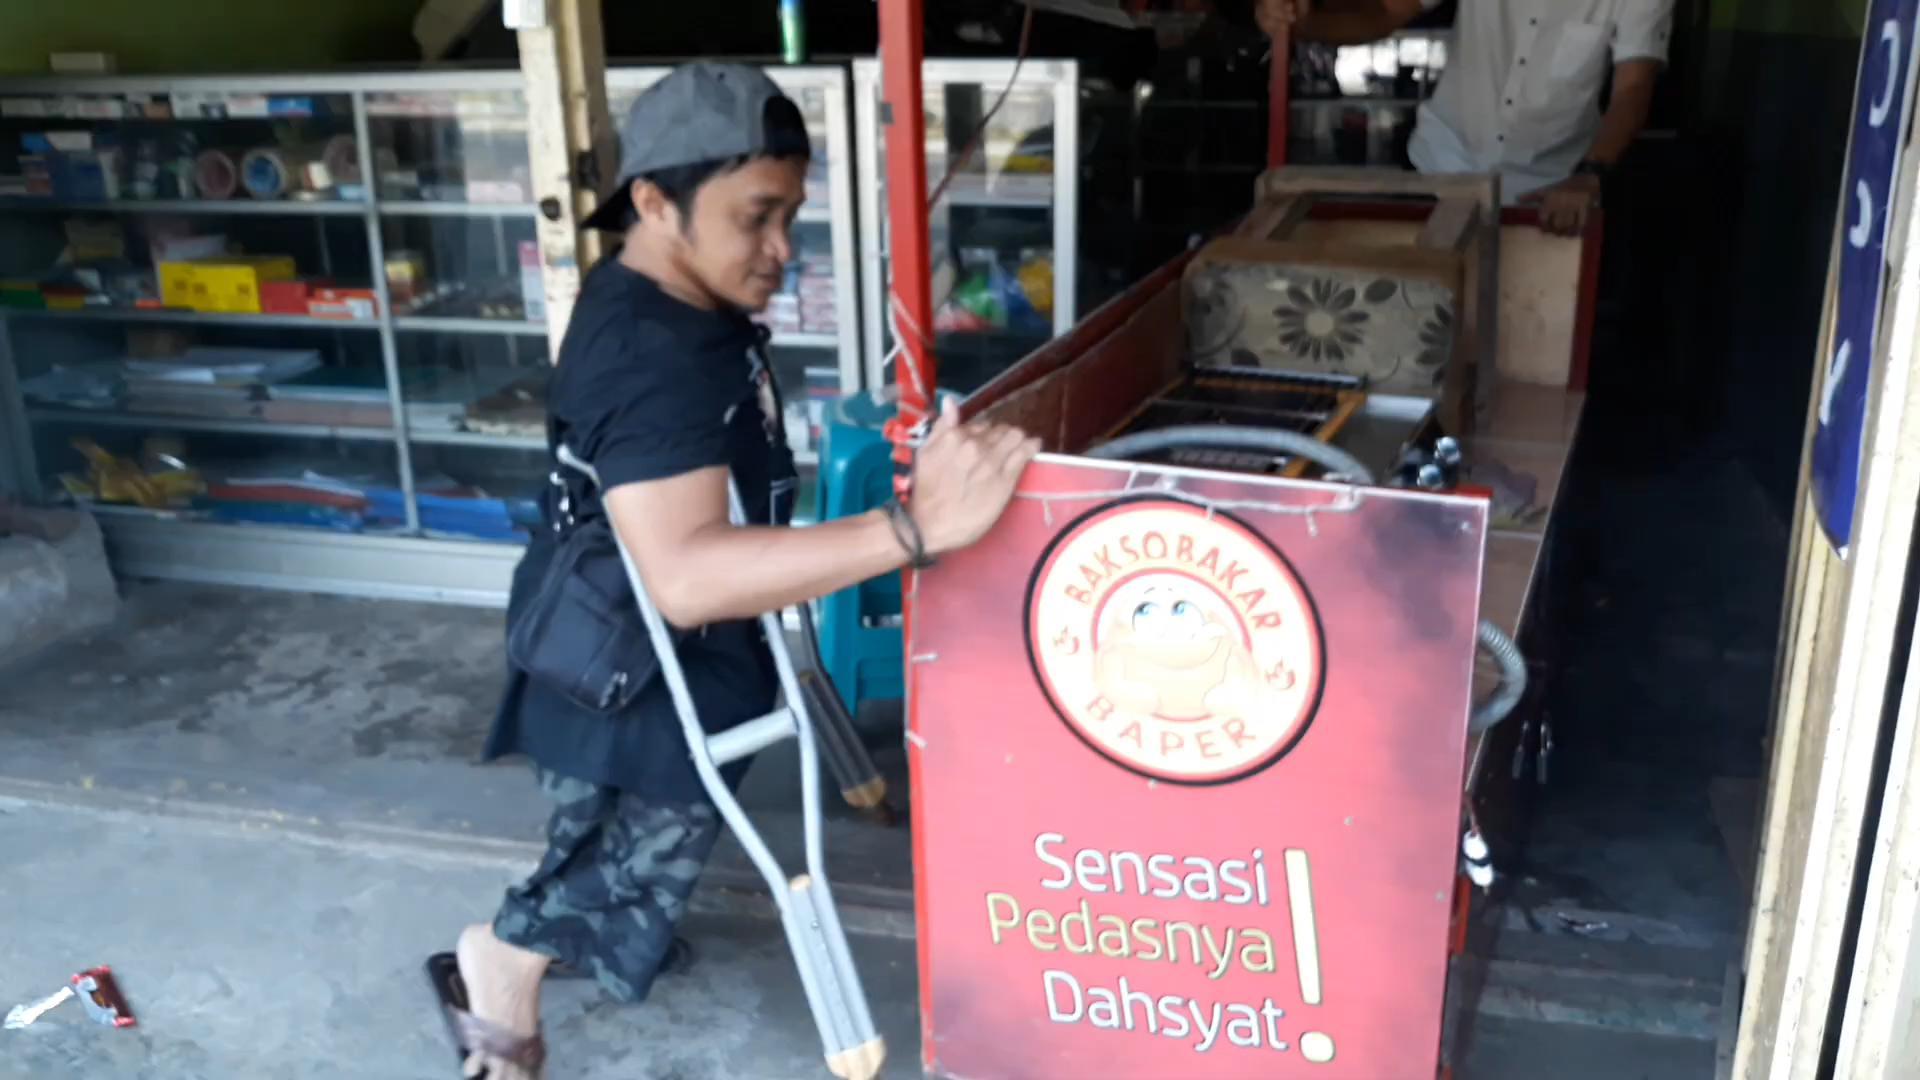 BAKSO BAKAR
BAPER
Sensasi
Pedasnya
Dahsyat!